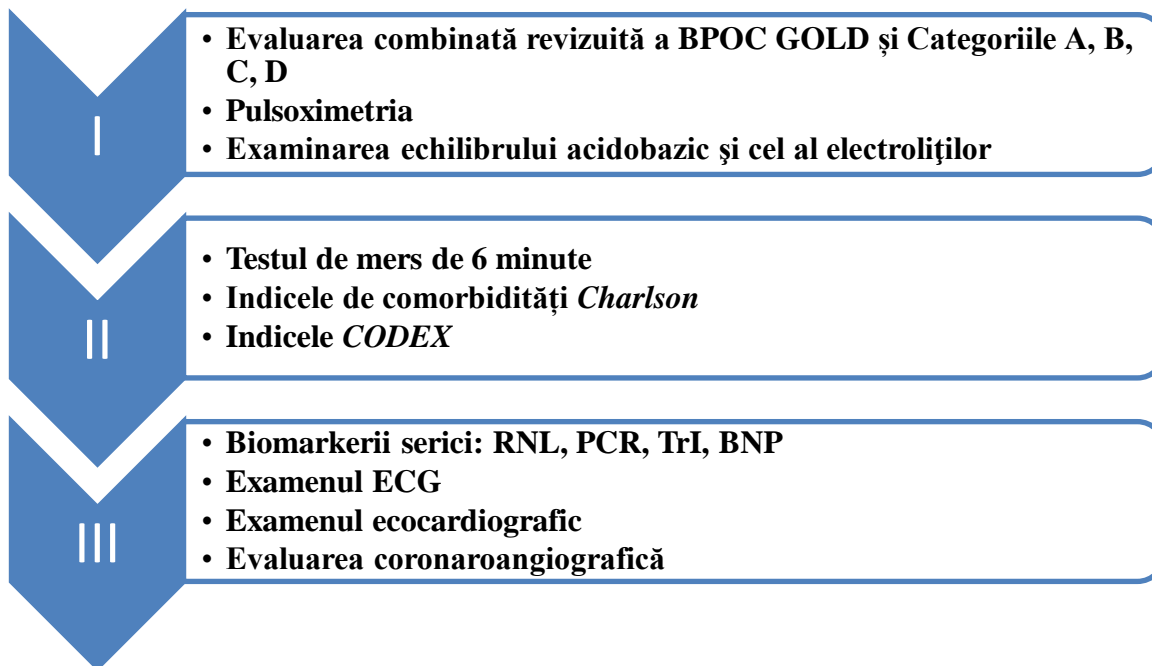 I
• Evaluarea combinată revizuită a BPOC GOLD și Categoriile A, B,
C, D
• Pulsoximetria
• Examinarea echilibrului acidobazic şi cel al electroliţilor
II
• Testul de mers de 6 minute
• Indicele de comorbidități Charlson
• Indicele CODEX
III
• Biomarkerii serici: RNL, PCR, TrI, BNP
• Examenul ECG
• Examenul ecocardiografic
• Evaluarea coronaroangiografică